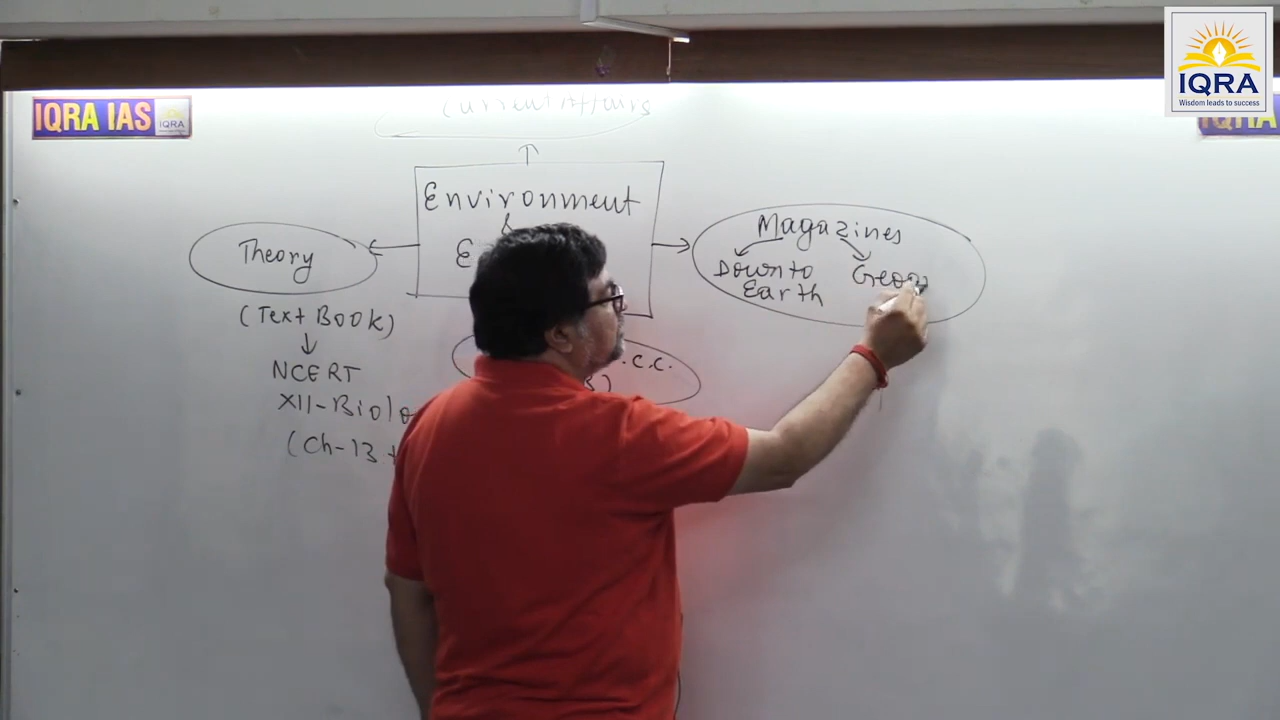 IQRA
Wisdom leads to success
IQRA IAS
IQRA
Current Affairs
Environment
&
Theory
Magazines
Down to
Earth
(Text Book)
NCERT
XII-Biolo
(Ch-13 +
.C.C.